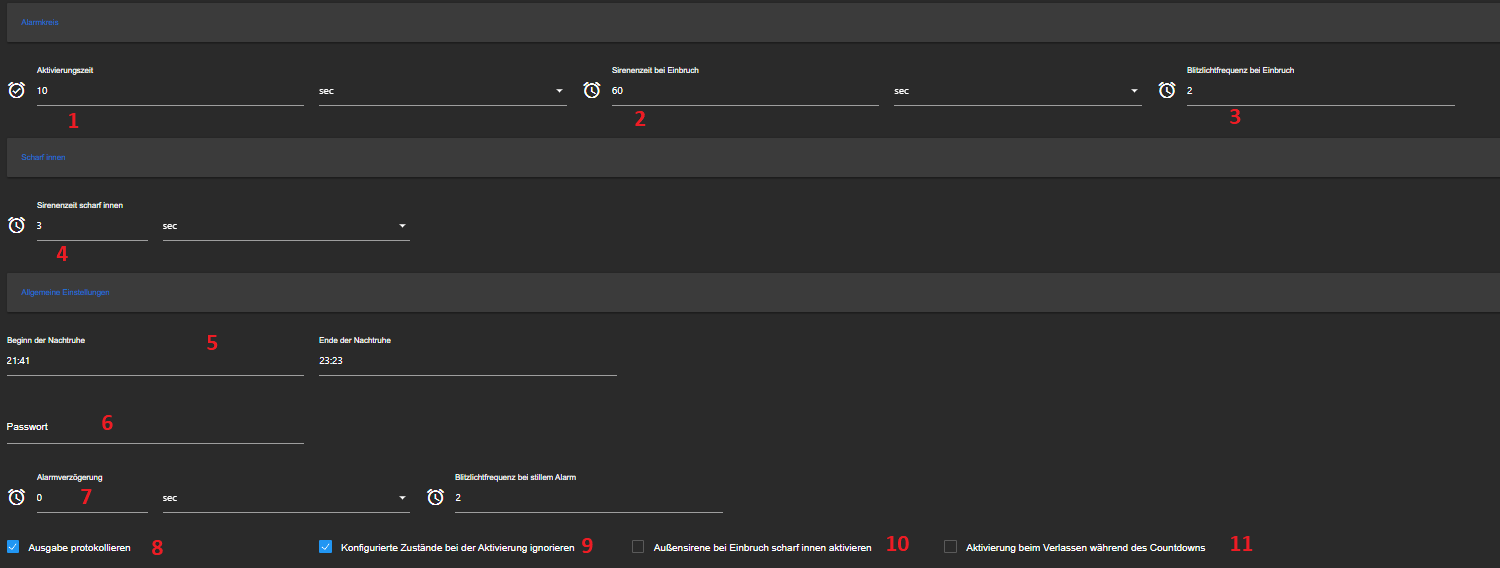 Alarmkreis
Aktivierungszeit Sirenenzeit bei Einbruch Blitzlichtfrequenz bei Einbruch
10 sec 60 sec 2
1 2 3
Scharf innen
Sirenenzeit scharf innen
3 sec
4
Allgemeine Einstellungen
Beginn der Nachtruhe 5 Ende der Nachtruhe
21:41 23:23
Passwort 6
Alarmverzögerung Blitzlichtfrequenz bei stillem Alarm
0 7 sec 2
Ausgabe protokollieren 8 Konfigurierte Zustände bei der Aktivierung ignorieren 9 Außensirene bei Einbruch scharf innen aktivieren 10 Aktivierung beim Verlassen während des Countdowns 11